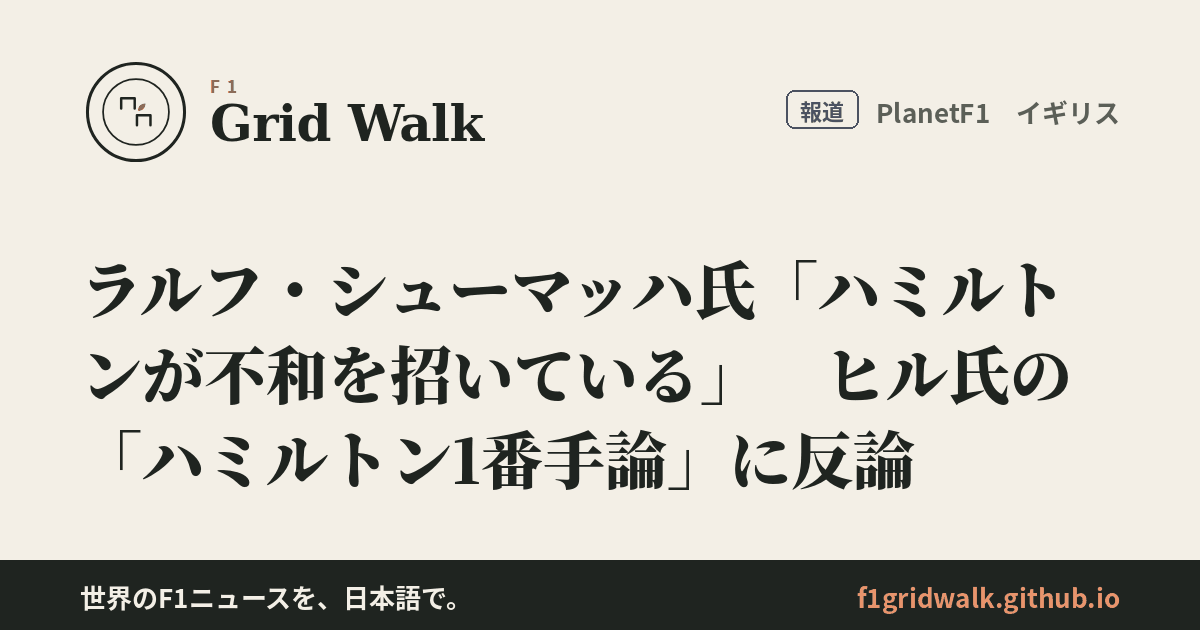 F1
Grid Walk
報道 PlanetF1 イギリス
ラルフ・シューマッハ氏「ハミルト
ンが不和を招いている」 ヒル氏の
「ハミルトン1番手論」に反論
世界のF1ニュースを、日本語で。
f1gridwalk.github.io